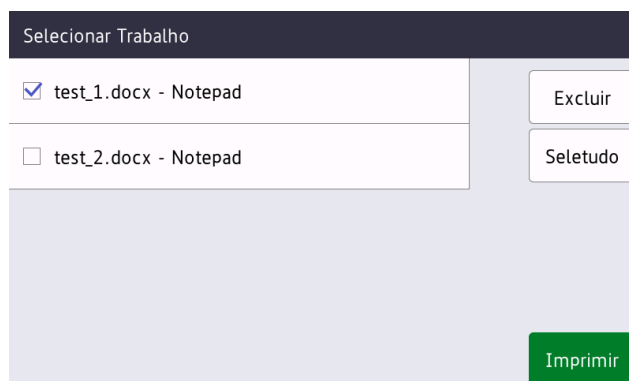 Selecionar Trabalho
test_1.docx - Notepad
Excluir
test_2.docx - Notepad
Seletudo
Imprimir